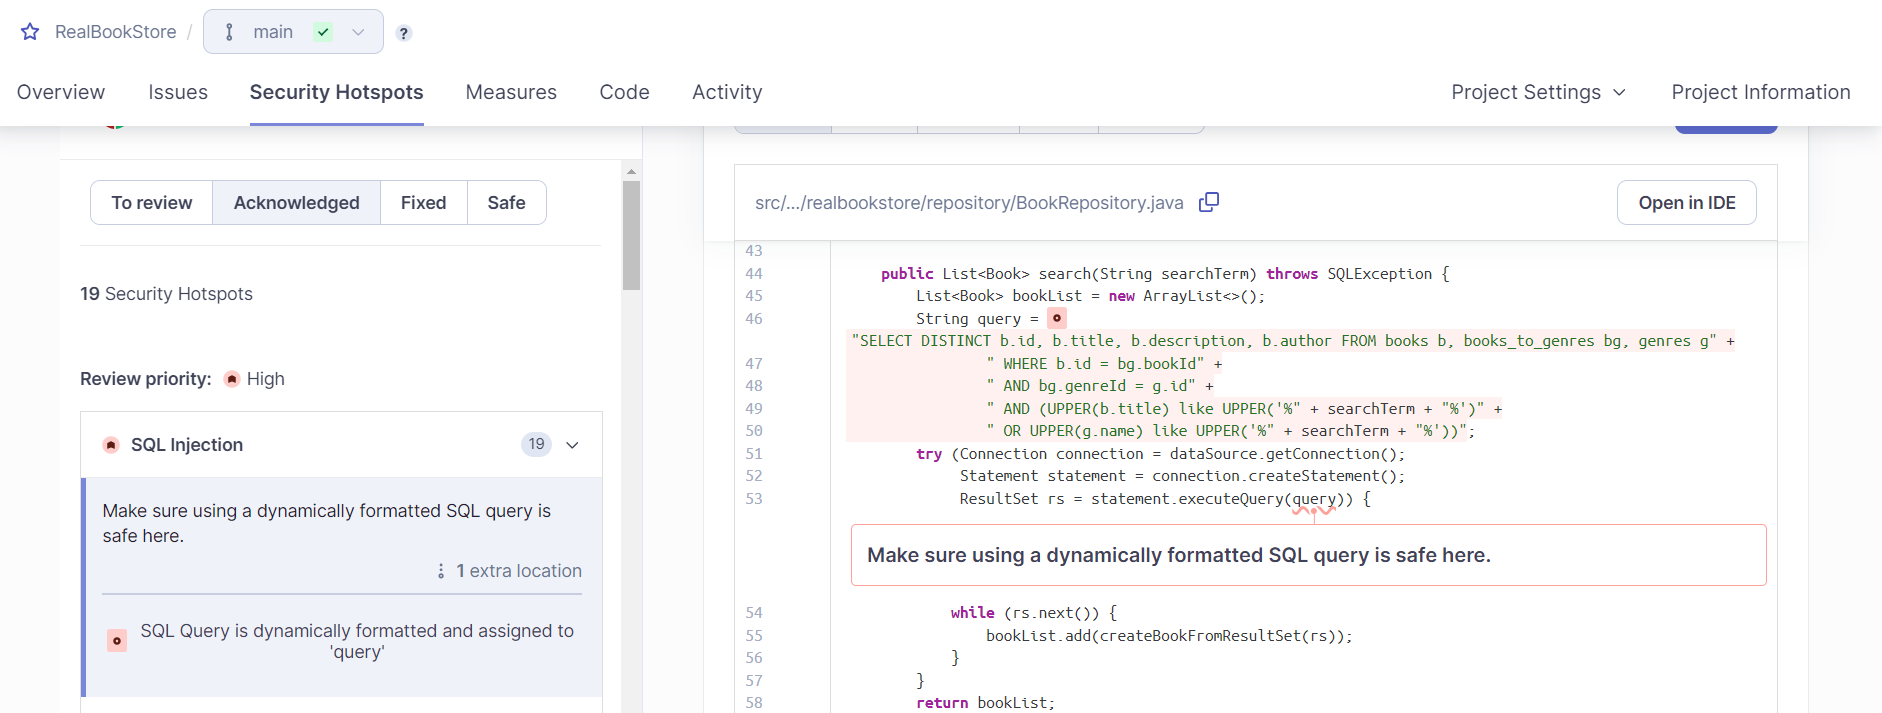 RealBookStore / main ?
Overview Issues Security Hotspots Measures Code Activity Project Settings Project Information
To review Acknowledged Fixed Safe
19 Security Hotspots
Review priority: High
SQL Injection 19
Make sure using a dynamically formatted SQL query is
safe here.
1 extra location
SQL Query is dynamically formatted and assigned to
'query'
src/.../realbookstore/repository/BookRepository.java Open in IDE
43
44 public List<Book> search(String searchTerm) throws SQLException {
45 List<Book> bookList = new ArrayList<>();
46 String query =
"SELECT DISTINCT b.id, b.title, b.description, b.author FROM books b, books_to_genres bg, genres g" +
47 " WHERE b.id = bg.bookId" +
48 " AND bg.genreId = g.id" +
49 " AND (UPPER(b.title) like UPPER('%" + searchTerm + "%')" +
50 " OR UPPER(g.name) like UPPER('%" + searchTerm + "%'))";
51 try (Connection connection = dataSource.getConnection();
52 Statement statement = connection.createStatement();
53 ResultSet rs = statement.executeQuery(query)) {
Make sure using a dynamically formatted SQL query is safe here.
54 while (rs.next()) {
55 bookList.add(createBookFromResultSet(rs));
56 }
57 }
58 return bookList;